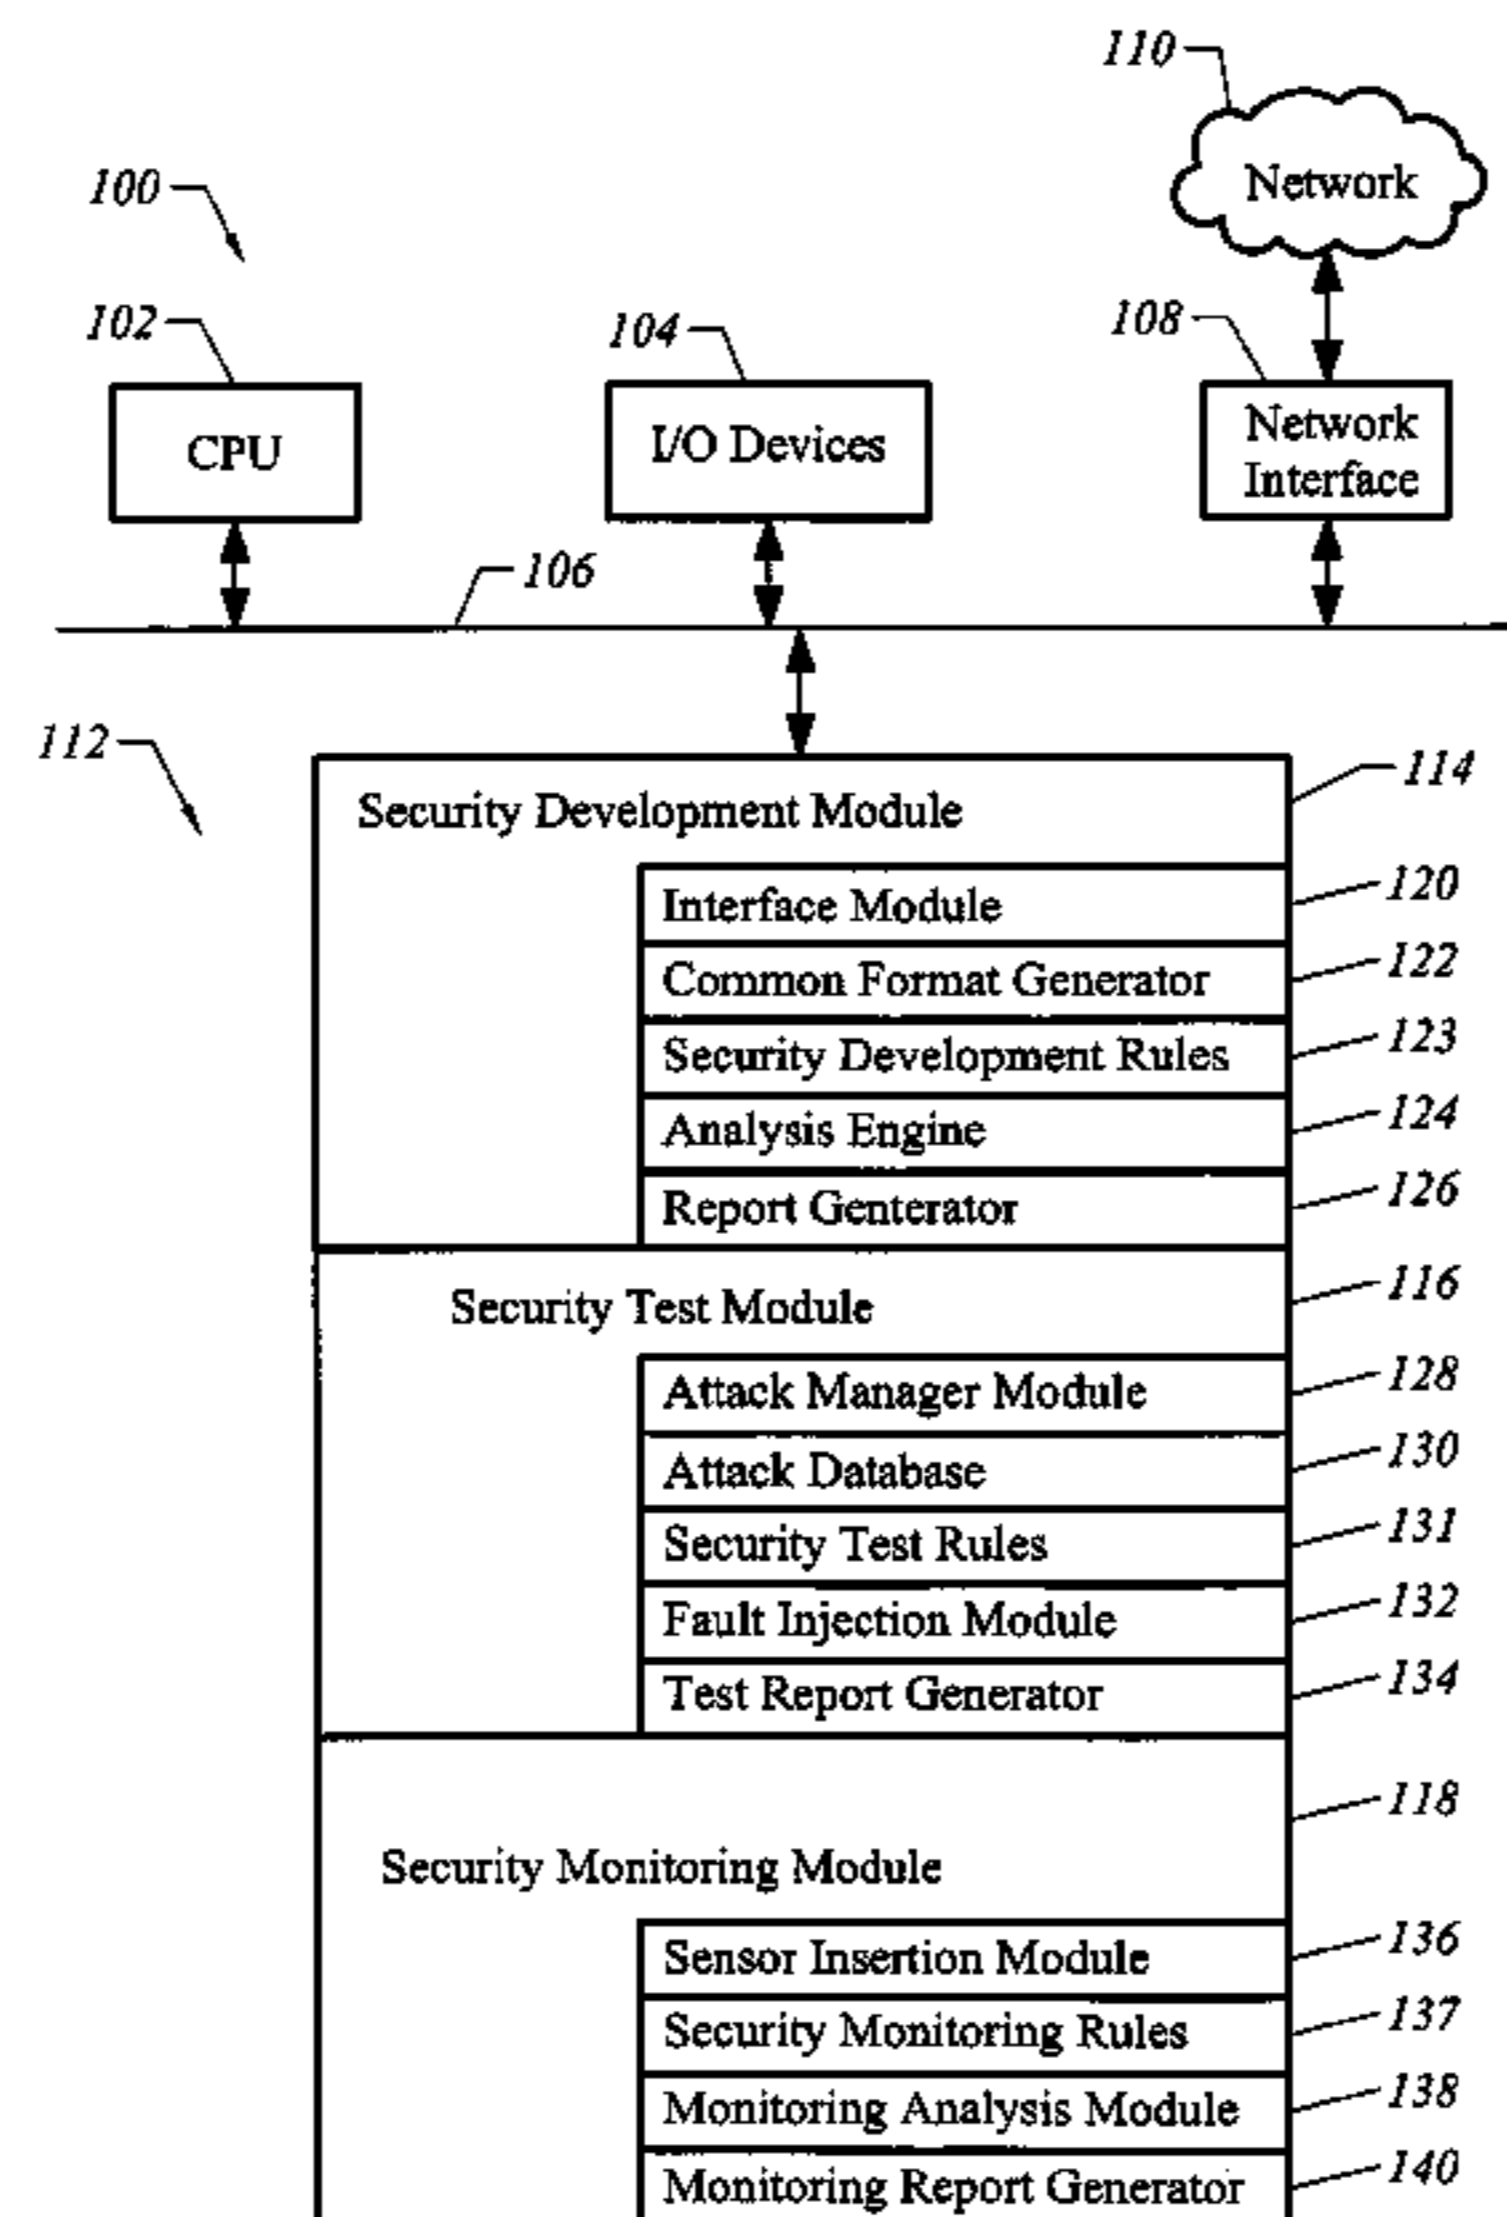 110
Network
100
102
104
108
CPU
I/O Devices
Network
Interface
106
112
114
Security Development Module
120
Interface Module
122
Common Format Generator
123
Security Development Rules
124
Analysis Engine
126
Report Genterator
116
Security Test Module
128
Attack Manager Module
130
Attack Database
131
Security Test Rules
132
Fault Injection Module
134
Test Report Generator
118
Security Monitoring Module
136
Sensor Insertion Module
137
Security Monitoring Rules
138
Monitoring Analysis Module
140
Monitoring Report Generator